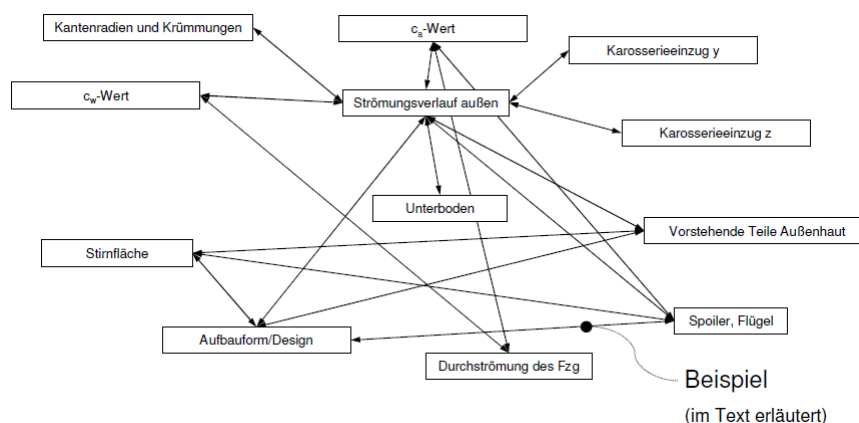 Kantenradien und Krümmungen
cₐ-Wert
Karosserieeinzug y
c_w-Wert
Strömungsverlauf außen
Karosserieeinzug z
Unterboden
Vorstehende Teile Außenhaut
Stirnfläche
Spoiler, Flügel
Aufbauform/Design
Durchströmung des Fzg
Beispiel
(im Text erläutert)